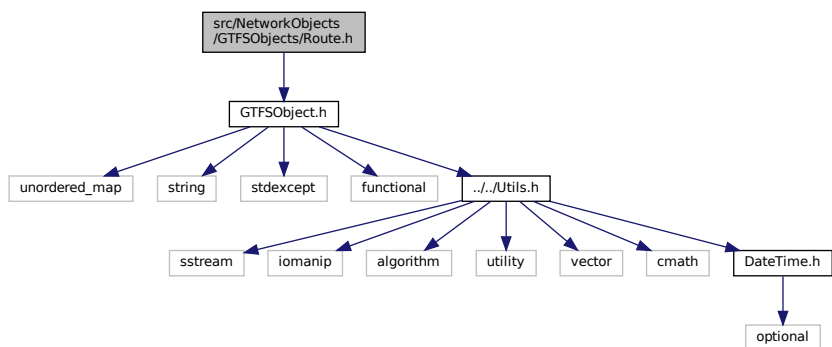 src/NetworkObjects
/GTFSObjects/Route.h
GTFSObject.h
unordered_map
string
stdexcept
functional
../../Utils.h
sstream
iomanip
algorithm
utility
vector
cmath
DateTime.h
optional